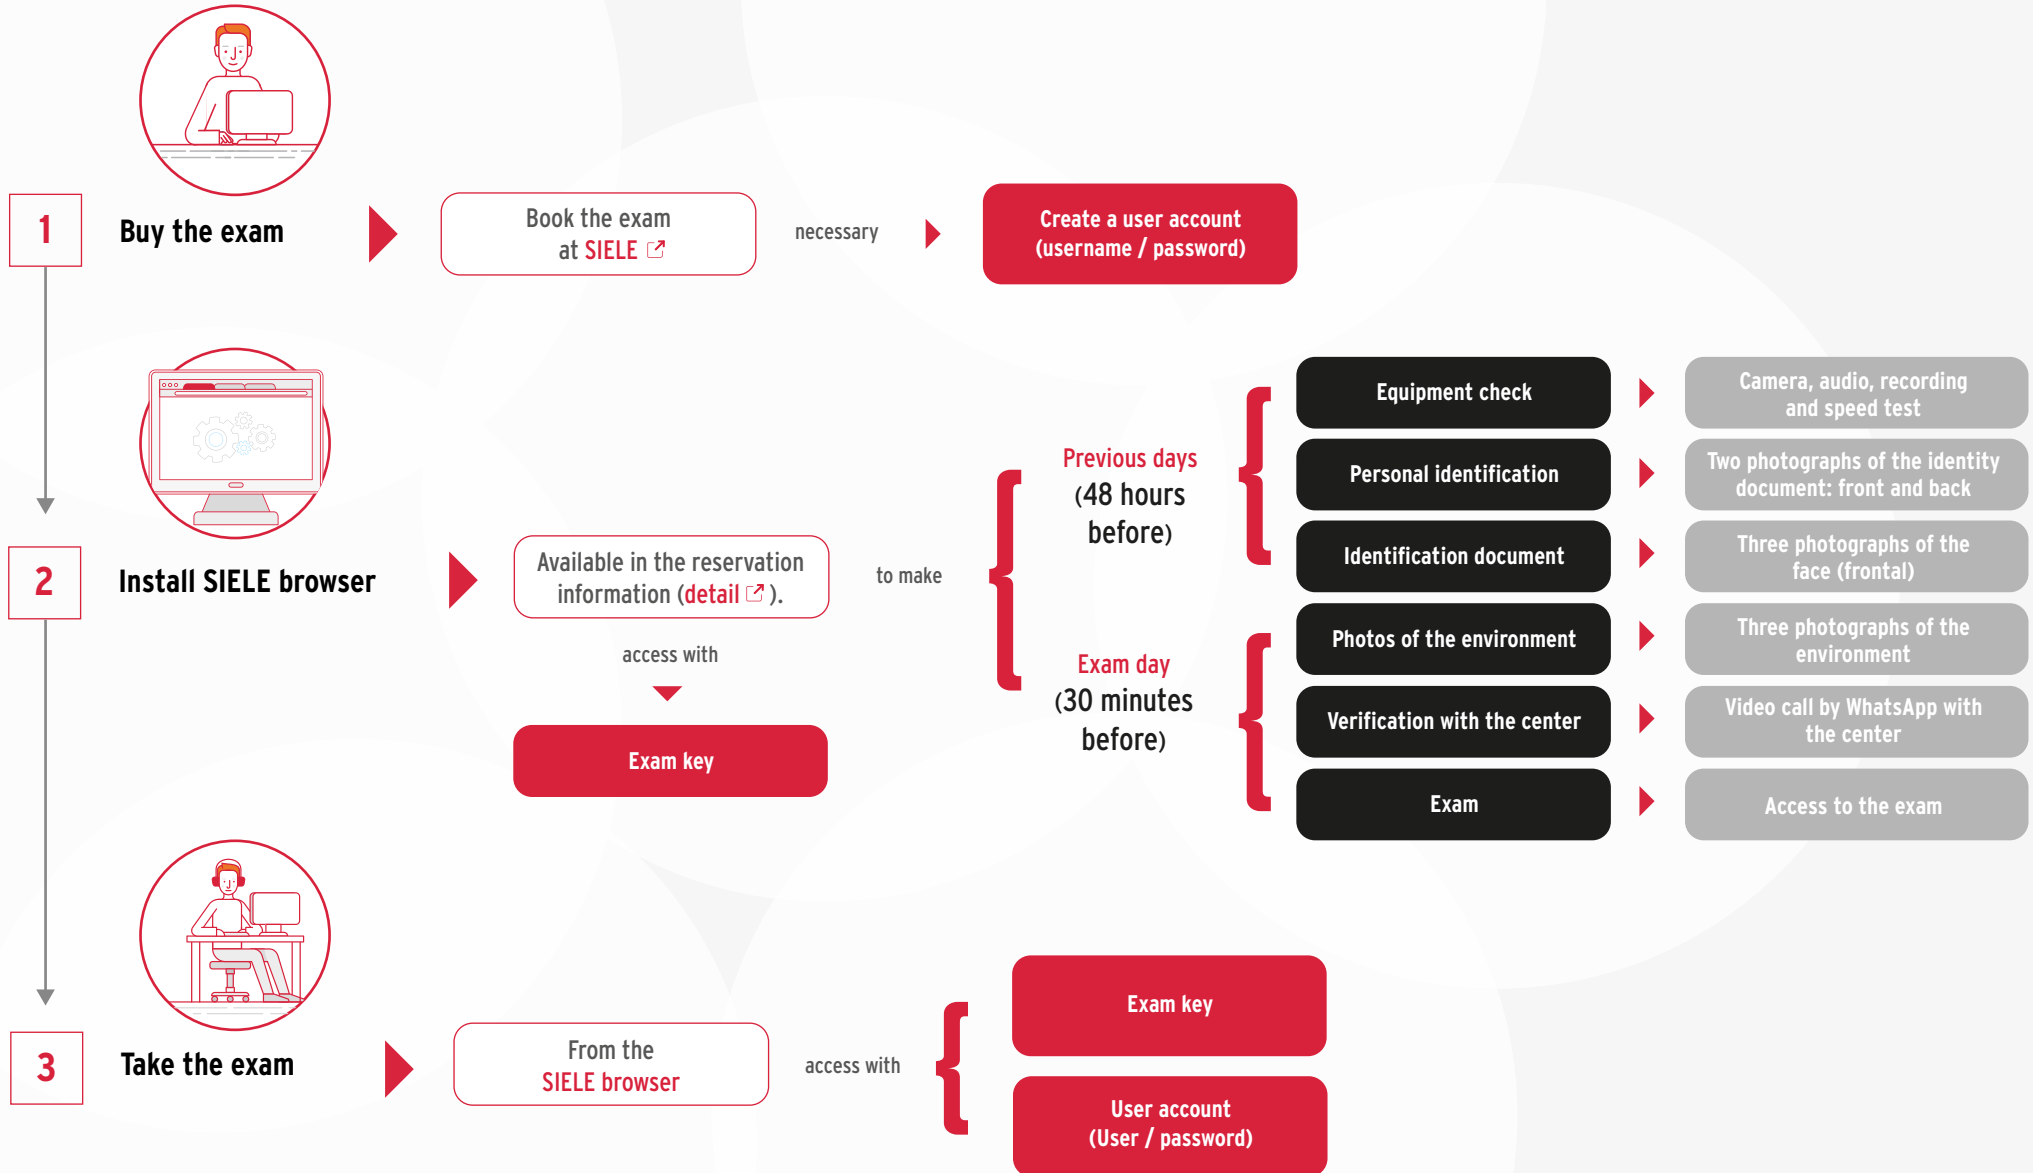 1
Buy the exam
Book the exam
at SIELE
necessary
Create a user account
(username / password)
2
Install SIELE browser
Available in the reservation
information (detail ).
access with
Exam key
to make
Previous days
(48 hours
before)
Equipment check
Camera, audio, recording
and speed test
Personal identification
Two photographs of the identity
document: front and back
Identification document
Three photographs of the
face (frontal)
Exam day
(30 minutes
before)
Photos of the environment
Three photographs of the
environment
Verification with the center
Video call by WhatsApp with
the center
Exam
Access to the exam
3
Take the exam
From the
SIELE browser
access with
Exam key
User account
(User / password)